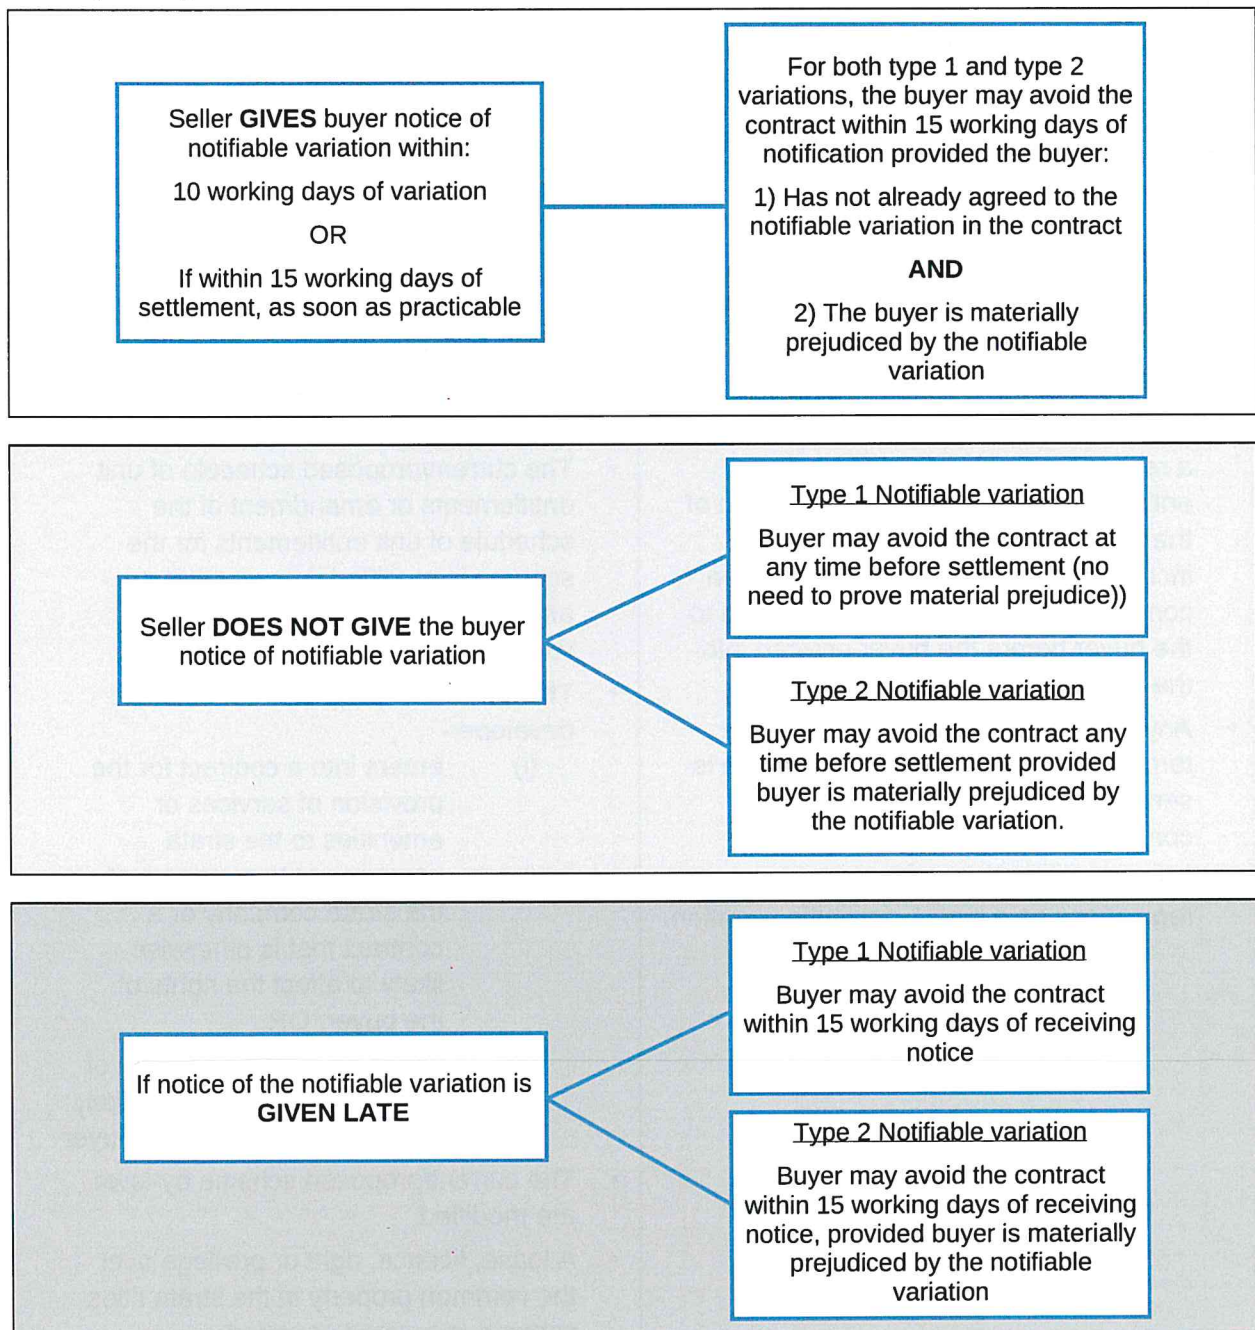 Seller GIVES buyer notice of
notifiable variation within:
10 working days of variation
OR
If within 15 working days of
settlement, as soon as practicable
For both type 1 and type 2
variations, the buyer may avoid the
contract within 15 working days of
notification provided the buyer:
1) Has not already agreed to the
notifiable variation in the contract
AND
2) The buyer is materially
prejudiced by the notifiable
variation
Seller DOES NOT GIVE the buyer
notice of notifiable variation
Type 1 Notifiable variation
Buyer may avoid the contract at
any time before settlement (no
need to prove material prejudice))
Type 2 Notifiable variation
Buyer may avoid the contract any
time before settlement provided
buyer is materially prejudiced by
the notifiable variation.
If notice of the notifiable variation is
GIVEN LATE
Type 1 Notifiable variation
Buyer may avoid the contract
within 15 working days of receiving
notice
Type 2 Notifiable variation
Buyer may avoid the contract
within 15 working days of receiving
notice, provided buyer is materially
prejudiced by the notifiable
variation